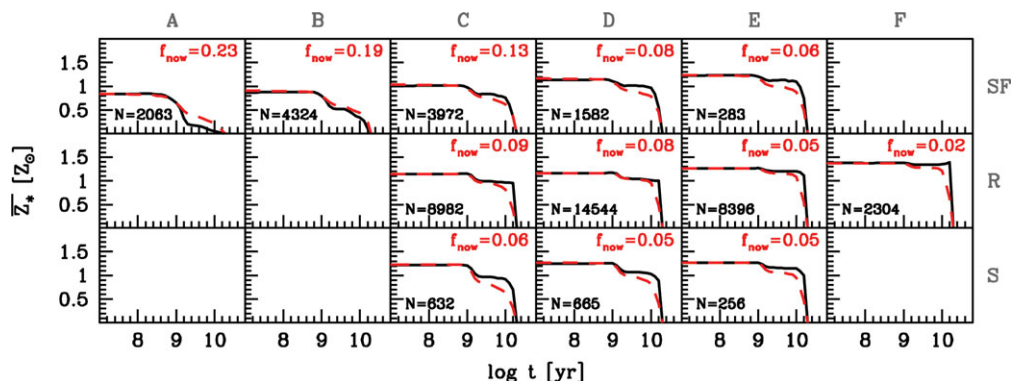 A B C D E F
f_now=0.23 f_now=0.19 f_now=0.13 f_now=0.08 f_now=0.06
1.5
1
0.5
N=2063 N=4324 N=3972 N=1582 N=283
SF
f_now=0.09 f_now=0.08 f_now=0.05 f_now=0.02
1.5
1
0.5
N=8982 N=14544 N=8396 N=2304
R
f_now=0.06 f_now=0.05 f_now=0.05
1.5
1
0.5
N=632 N=665 N=256
S
Z̅_* [Z_⊙]
8 9 10 8 9 10 8 9 10 8 9 10 8 9 10 8 9 10
log t [yr]